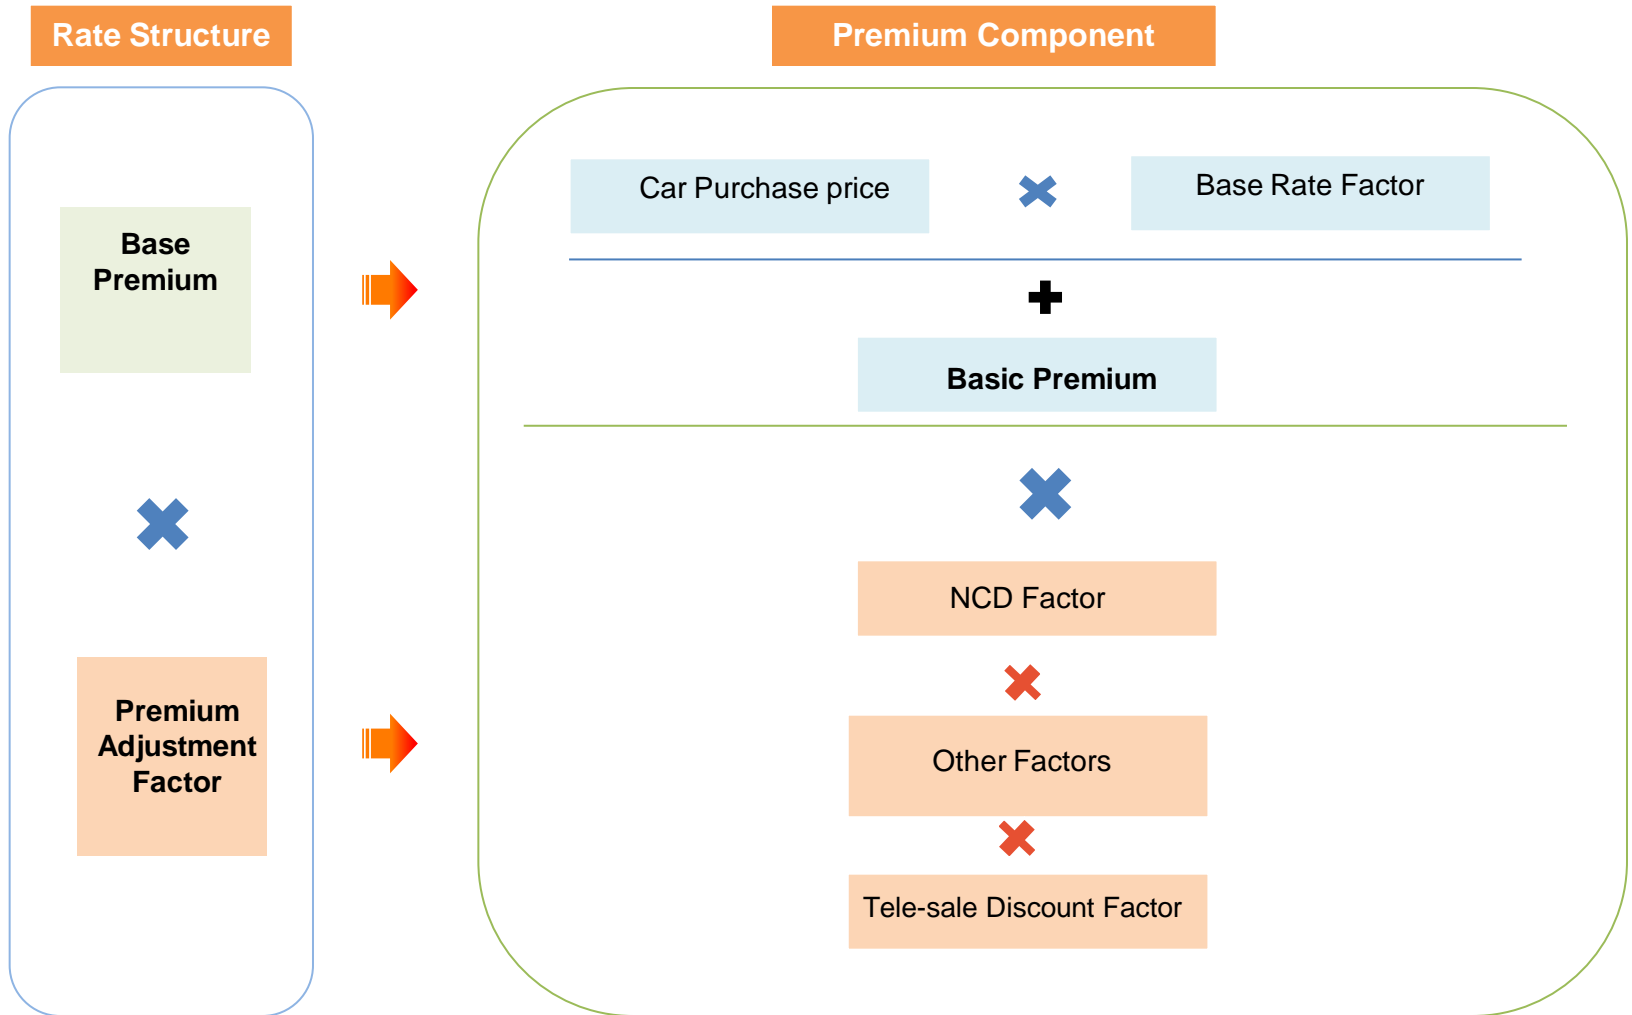 Rate Structure
Premium Component
Car Purchase price
Base Rate Factor
Base
Premium
Basic Premium
NCD Factor
Premium
Adjustment
Factor
Other Factors
Tele-sale Discount Factor